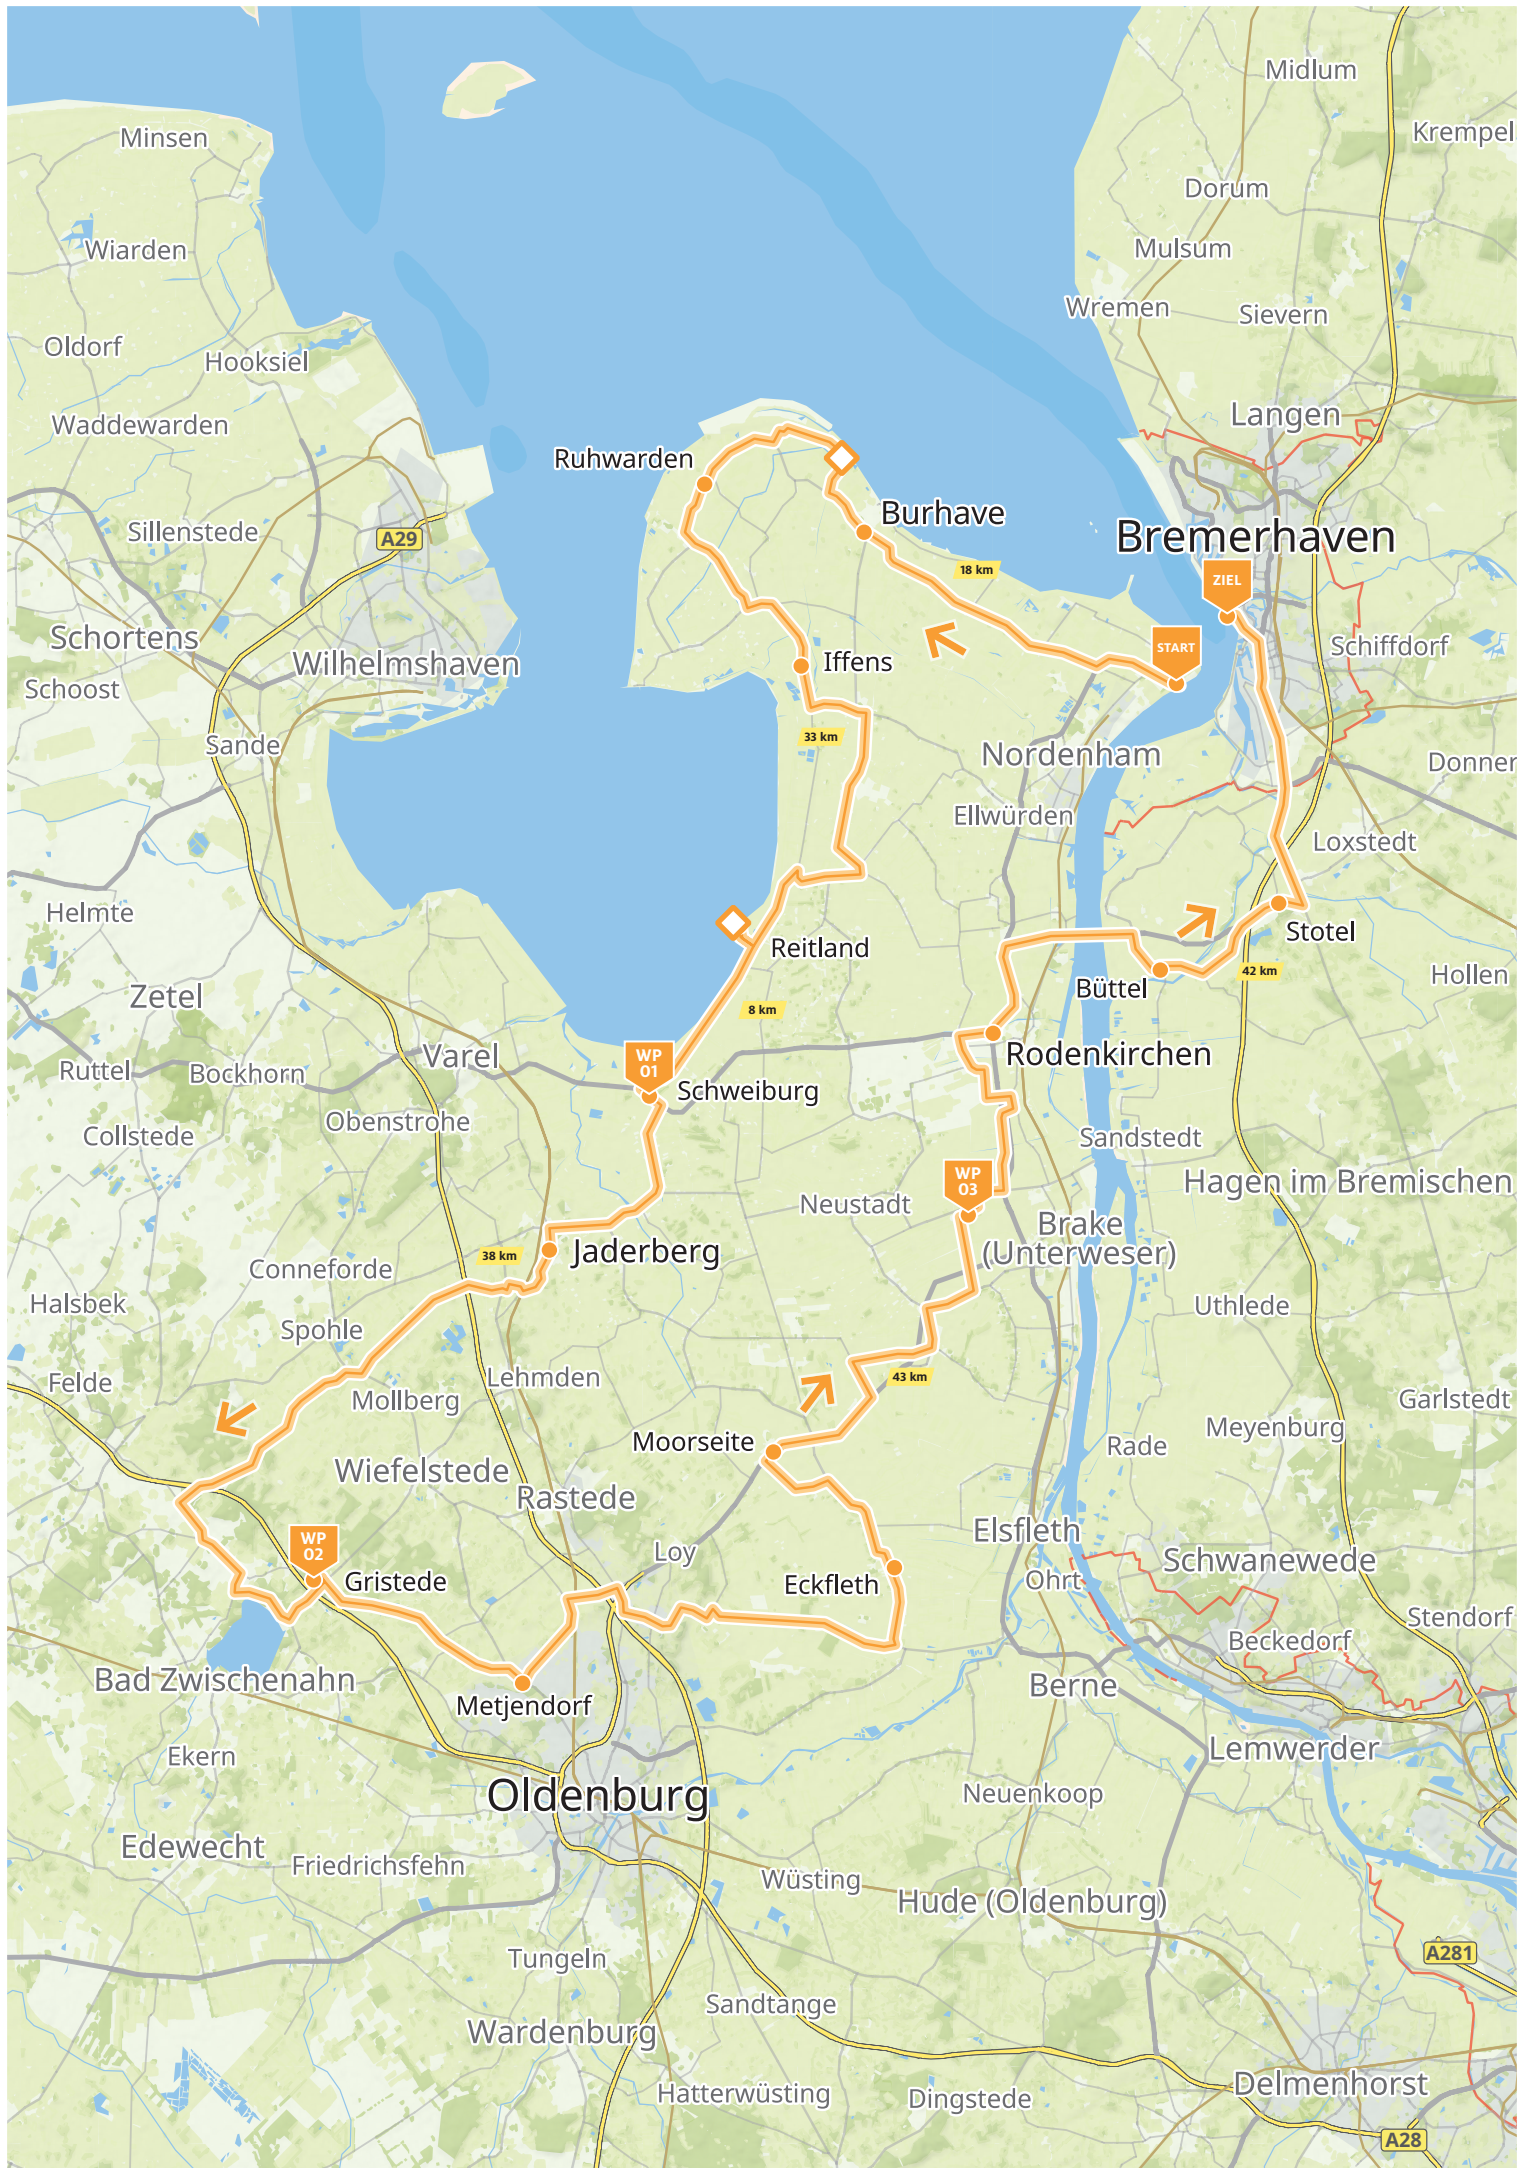 Midlum
Krempel
Minsen
Dorum
Wiarden
Mulsum
Wremen
Sievern
Oldorf
Hooksiel
Langen
Waddewarden
Ruhwarden
Burhave
Sillenstede
A29
Bremerhaven
18 km
ZIEL
Schortens
Wilhelmshaven
START
Schiffdorf
Iffens
Schoost
33 km
Sande
Nordenham
Donner
Ellwürden
Loxstedt
Helmte
Reitland
Stotel
42 km
Hollen
Zetel
Büttel
8 km
Varel
WP
01
Rodenkirchen
Ruttel
Bockhorn
Schweiburg
Obenstrohe
Collstede
Sandstedt
WP
03
Hagen im Bremischen
Neustadt
Brake
(Unterweser)
Jaderberg
38 km
Conneforde
Halsbek
Uthlede
Spohle
Felde
Lehmden
43 km
Mollberg
Garlstedt
Moorseite
Meyenburg
Rade
Wiefelstede
Rastede
Elsfleth
WP
02
Loy
Schwanewede
Gristede
Eckfleth
Ohrt
Stendorf
Beckedorf
Bad Zwischenahn
Berne
Metjendorf
Ekern
Lemwerder
Oldenburg
Neuenkoop
Edewecht
Friedrichsfehn
Wüsting
Hude (Oldenburg)
Tungeln
A281
Sandtange
Wardenburg
Hatterwüsting
Dingstede
Delmenhorst
A28